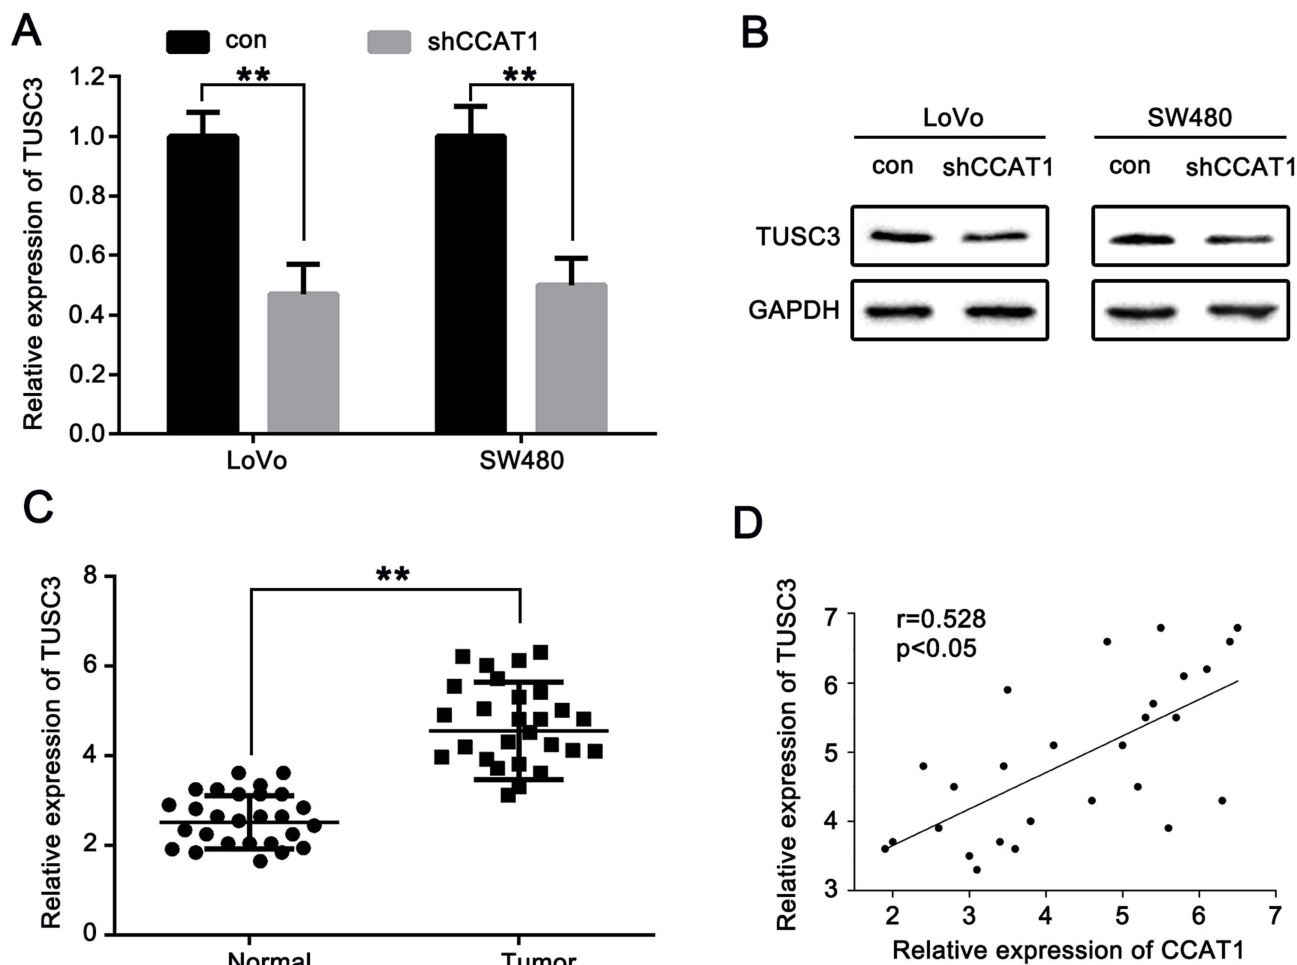 A
con
shCCAT1
Relative expression of TUSC3
1.2
1.0
0.8
0.6
0.4
0.2
0.0
**
**
LoVo
SW480
B
LoVo
SW480
con
shCCAT1
con
shCCAT1
TUSC3
GAPDH
C
Relative expression of TUSC3
8
6
4
2
0
**
Normal
Tumor
D
Relative expression of TUSC3
7
6
5
4
3
r=0.528
p<0.05
2
3
4
5
6
7
Relative expression of CCAT1